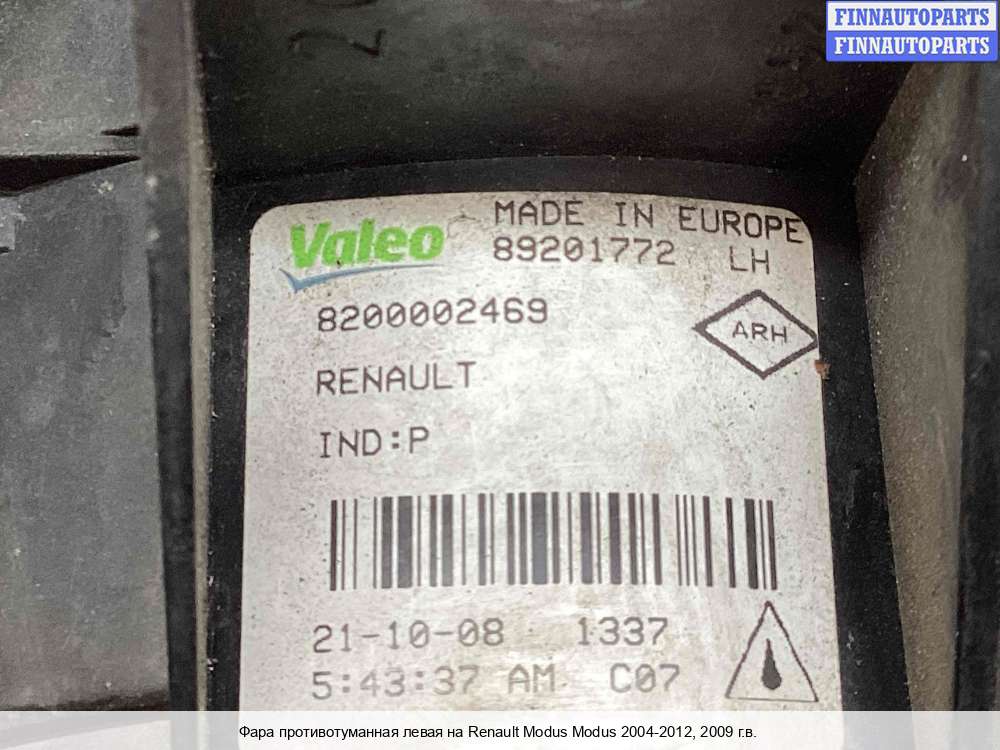 FINNAUTOPARTS
FINNAUTOPARTS
Valeo
MADE IN EUROPE
89201772 LH
8200002469
ARH
RENAULT
IND:P
21-10-08 1337
5:43:37 AM C07
Фара противотуманная левая на Renault Modus Modus 2004-2012, 2009 г.в.